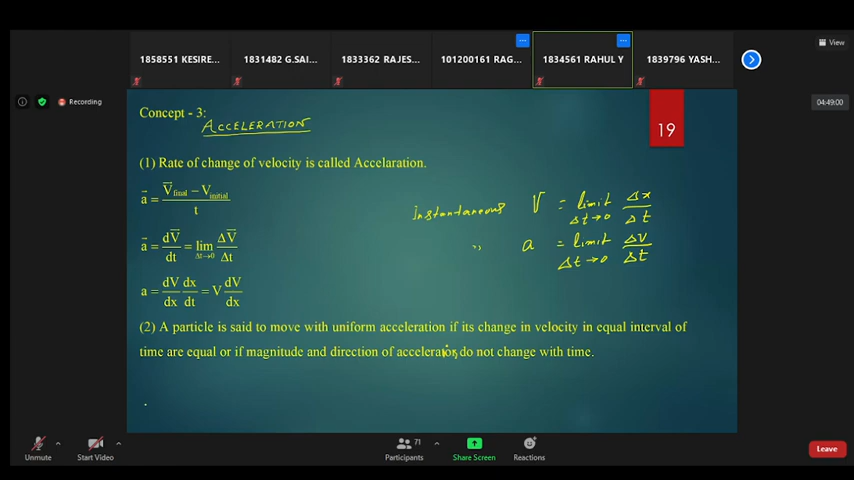 View
1858551 KESIRE...
1831482 G.SAI...
1833362 RAJES...
101200161 RAG...
1834561 RAHUL Y
1839796 YASH...
Recording
04:49:00
Concept - 3:
ACCELERATION
19
(1) Rate of change of velocity is called Accelaration.
a⃗ = (V̅final − Vinitial) / t
Instantaneous V = limit Δt→0 Δx/Δt
a⃗ = dV̅/dt = lim Δt→0 ΔV̅/Δt
,, a = limit Δt→0 ΔV/Δt
a = dV/dx dx/dt = V dV/dx
(2) A particle is said to move with uniform acceleration if its change in velocity in equal interval of
time are equal or if magnitude and direction of accelerator do not change with time.
71
Unmute
Start Video
Participants
Share Screen
Reactions
Leave